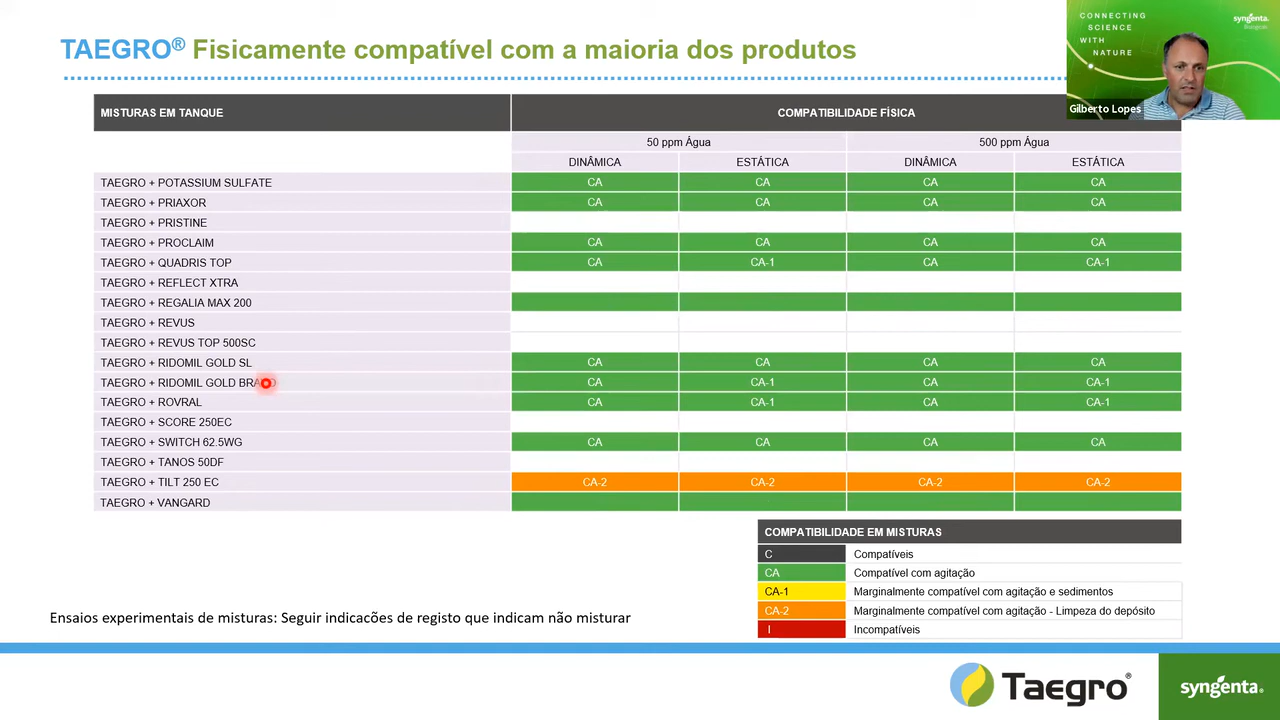 TAEGRO® Fisicamente compatível com a maioria dos produtos
CONNECTING
SCIENCE
WITH
NATURE
syngenta.
Biologicals
Gilberto Lopes
MISTURAS EM TANQUE COMPATIBILIDADE FÍSICA
50 ppm Água 500 ppm Água
DINÂMICA ESTÁTICA DINÂMICA ESTÁTICA
TAEGRO + POTASSIUM SULFATE CA CA CA CA
TAEGRO + PRIAXOR CA CA CA CA
TAEGRO + PRISTINE
TAEGRO + PROCLAIM CA CA CA CA
TAEGRO + QUADRIS TOP CA CA-1 CA CA-1
TAEGRO + REFLECT XTRA
TAEGRO + REGALIA MAX 200
TAEGRO + REVUS
TAEGRO + REVUS TOP 500SC
TAEGRO + RIDOMIL GOLD SL CA CA CA CA
TAEGRO + RIDOMIL GOLD CA CA-1 CA CA-1
TAEGRO + ROVRAL CA CA-1 CA CA-1
TAEGRO + SCORE 250EC
TAEGRO + SWITCH 62.5WG CA CA CA CA
TAEGRO + TANOS 50DF
TAEGRO + TILT 250 EC CA-2 CA-2 CA-2 CA-2
TAEGRO + VANGARD
COMPATIBILIDADE EM MISTURAS
C Compatíveis
CA Compatível com agitação
CA-1 Marginalmente compatível com agitação e sedimentos
CA-2 Marginalmente compatível com agitação - Limpeza do depósito
I Incompatíveis
Ensaios experimentais de misturas: Seguir indicacões de registo que indicam não misturar
Taegro®
syngenta®